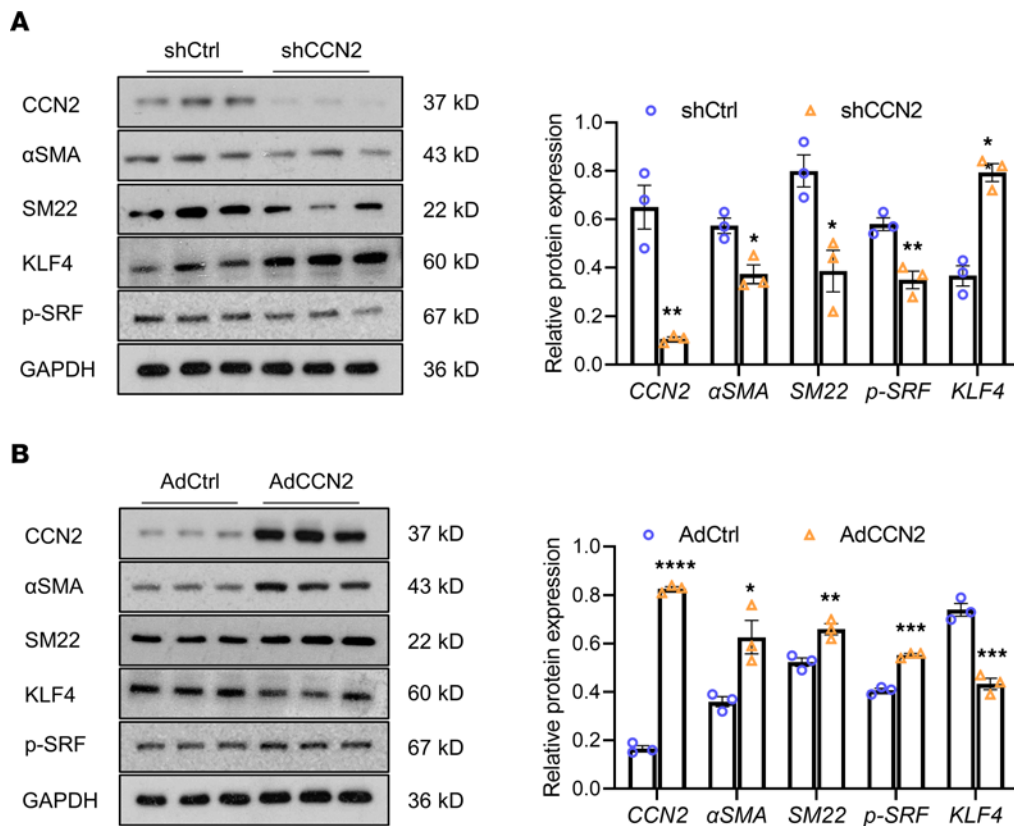 A
shCtrl shCCN2
CCN2 37 kD
αSMA 43 kD
SM22 22 kD
KLF4 60 kD
p-SRF 67 kD
GAPDH 36 kD
shCtrl shCCN2
Relative protein expression
1.0
0.8
0.6
0.4
0.2
0.0
** * * ** * *
CCN2 αSMA SM22 p-SRF KLF4
B
AdCtrl AdCCN2
CCN2 37 kD
αSMA 43 kD
SM22 22 kD
KLF4 60 kD
p-SRF 67 kD
GAPDH 36 kD
AdCtrl AdCCN2
Relative protein expression
1.0
0.8
0.6
0.4
0.2
0.0
**** * ** *** ***
CCN2 αSMA SM22 p-SRF KLF4